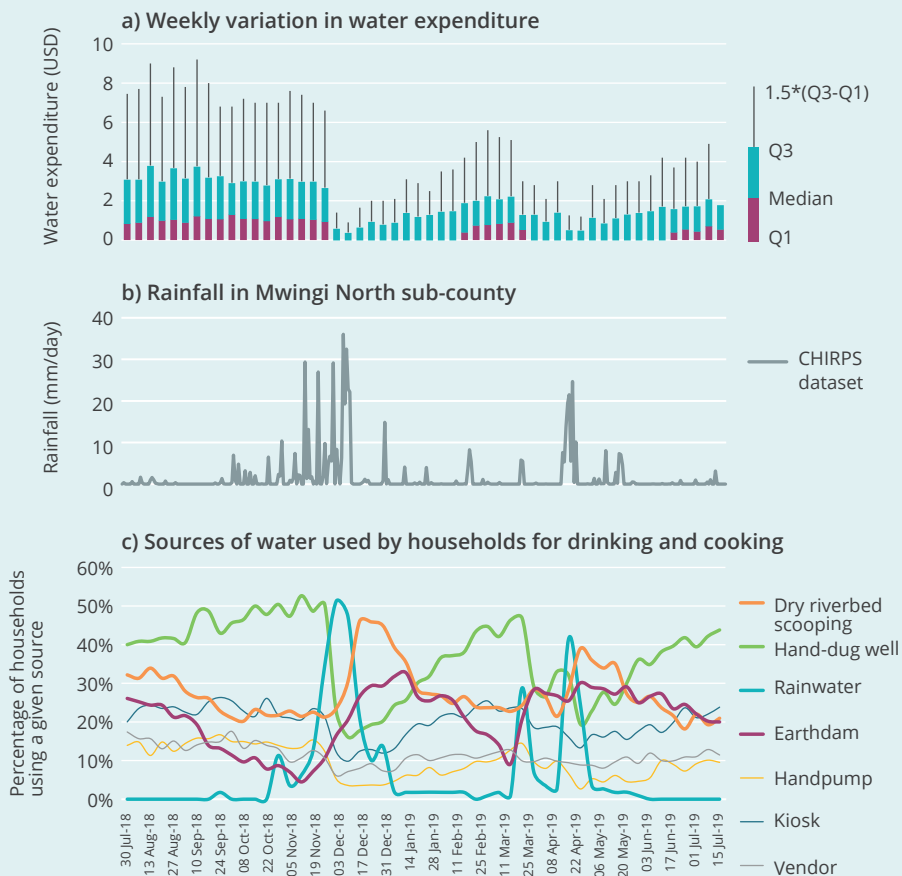 a) Weekly variation in water expenditure
Water expenditure (USD)
10
8
6
4
2
0
1.5*(Q3-Q1)
Q3
Median
Q1
b) Rainfall in Mwingi North sub-county
Rainfall (mm/day)
40
30
20
10
0
CHIRPS
dataset
c) Sources of water used by households for drinking and cooking
Percentage of households
using a given source
60%
50%
40%
30%
20%
10%
0%
Dry riverbed
scooping
Hand-dug well
Rainwater
Earthdam
Handpump
Kiosk
Vendor
30 Jul-18
13 Aug-18
27 Aug-18
10 Sep-18
24 Sep-18
08 Oct-18
22 Oct-18
05 Nov-18
19 Nov-18
03 Dec-18
17 Dec-18
31 Dec-18
14 Jan-19
28 Jan-19
11 Feb-19
25 Feb-19
11 Mar-19
25 Mar-19
08 Apr-19
22 Apr-19
06 May-19
20 May-19
03 Jun-19
17 Jun-19
01 Jul-19
15 Jul-19